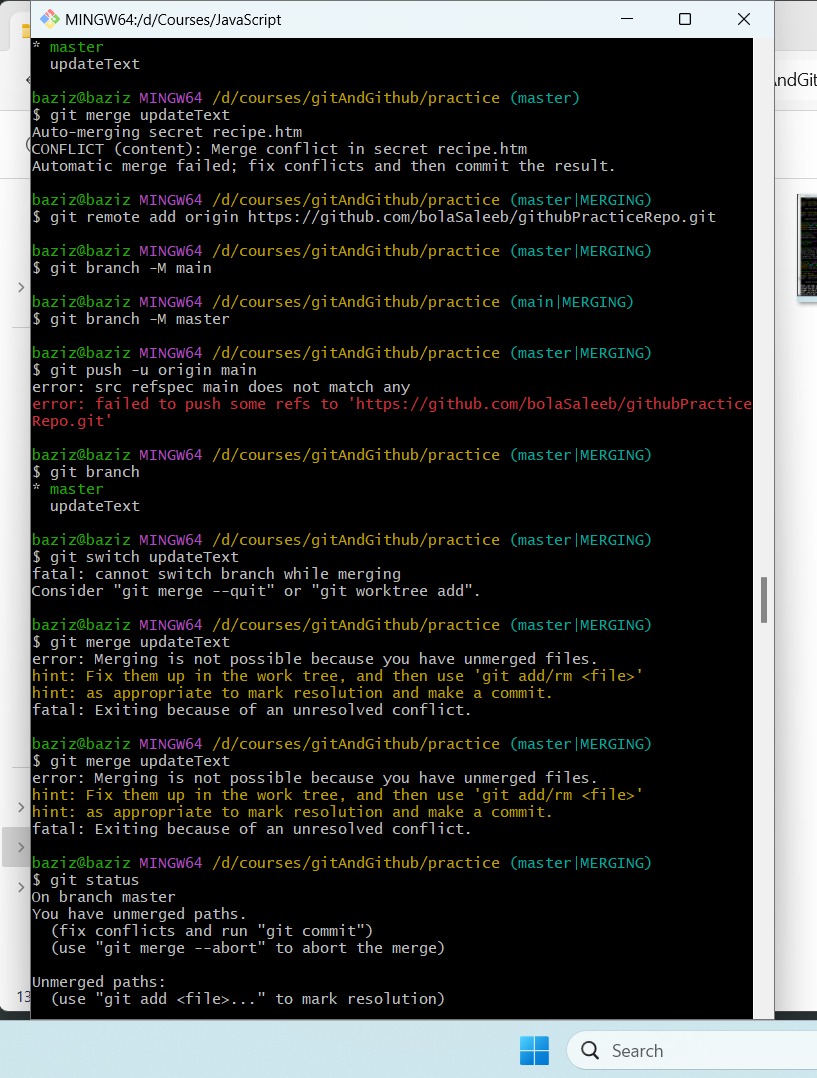 MINGW64:/d/Courses/JavaScript
* master
  updateText

baziz@baziz MINGW64 /d/courses/gitAndGithub/practice (master)
$ git merge updateText
Auto-merging secret recipe.htm
CONFLICT (content): Merge conflict in secret recipe.htm
Automatic merge failed; fix conflicts and then commit the result.

baziz@baziz MINGW64 /d/courses/gitAndGithub/practice (master|MERGING)
$ git remote add origin https://github.com/bolaSaleeb/githubPracticeRepo.git

baziz@baziz MINGW64 /d/courses/gitAndGithub/practice (master|MERGING)
$ git branch -M main

baziz@baziz MINGW64 /d/courses/gitAndGithub/practice (main|MERGING)
$ git branch -M master

baziz@baziz MINGW64 /d/courses/gitAndGithub/practice (master|MERGING)
$ git push -u origin main
error: src refspec main does not match any
error: failed to push some refs to 'https://github.com/bolaSaleeb/githubPractice
Repo.git'

baziz@baziz MINGW64 /d/courses/gitAndGithub/practice (master|MERGING)
$ git branch
* master
  updateText

baziz@baziz MINGW64 /d/courses/gitAndGithub/practice (master|MERGING)
$ git switch updateText
fatal: cannot switch branch while merging
Consider "git merge --quit" or "git worktree add".

baziz@baziz MINGW64 /d/courses/gitAndGithub/practice (master|MERGING)
$ git merge updateText
error: Merging is not possible because you have unmerged files.
hint: Fix them up in the work tree, and then use 'git add/rm <file>'
hint: as appropriate to mark resolution and make a commit.
fatal: Exiting because of an unresolved conflict.

baziz@baziz MINGW64 /d/courses/gitAndGithub/practice (master|MERGING)
$ git merge updateText
error: Merging is not possible because you have unmerged files.
hint: Fix them up in the work tree, and then use 'git add/rm <file>'
hint: as appropriate to mark resolution and make a commit.
fatal: Exiting because of an unresolved conflict.

baziz@baziz MINGW64 /d/courses/gitAndGithub/practice (master|MERGING)
$ git status
On branch master
You have unmerged paths.
  (fix conflicts and run "git commit")
  (use "git merge --abort" to abort the merge)

Unmerged paths:
  (use "git add <file>..." to mark resolution)
AndGit
13
Search